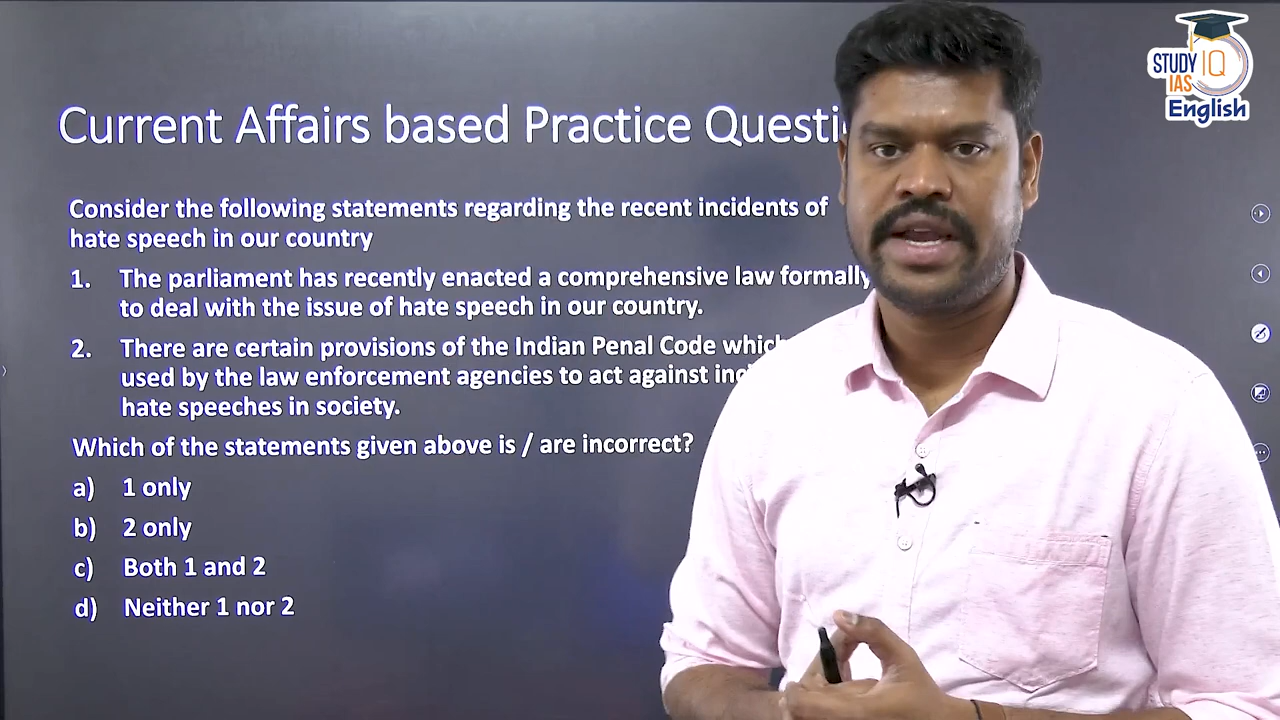 Current Affairs based Practice
Consider the following statements regarding the recent incidents of
hate speech in our country
1. The parliament has recently enacted a comprehensive law formally
to deal with the issue of hate speech in our country.
2. There are certain provisions of the Indian Penal Code
used by the law enforcement agencies to act against
hate speeches in society.
Which of the statements given above is / are incorrect?
a) 1 only
b) 2 only
c) Both 1 and 2
d) Neither 1 nor 2
STUDY IQ
IAS
English